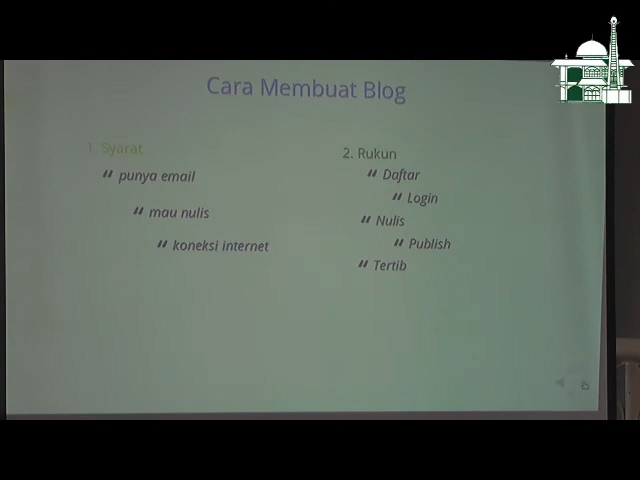 Cara Membuat Blog
1. Syarat
“ punya email
“ mau nulis
“ koneksi internet
2. Rukun
“ Daftar
“ Login
“ Nulis
“ Publish
“ Tertib